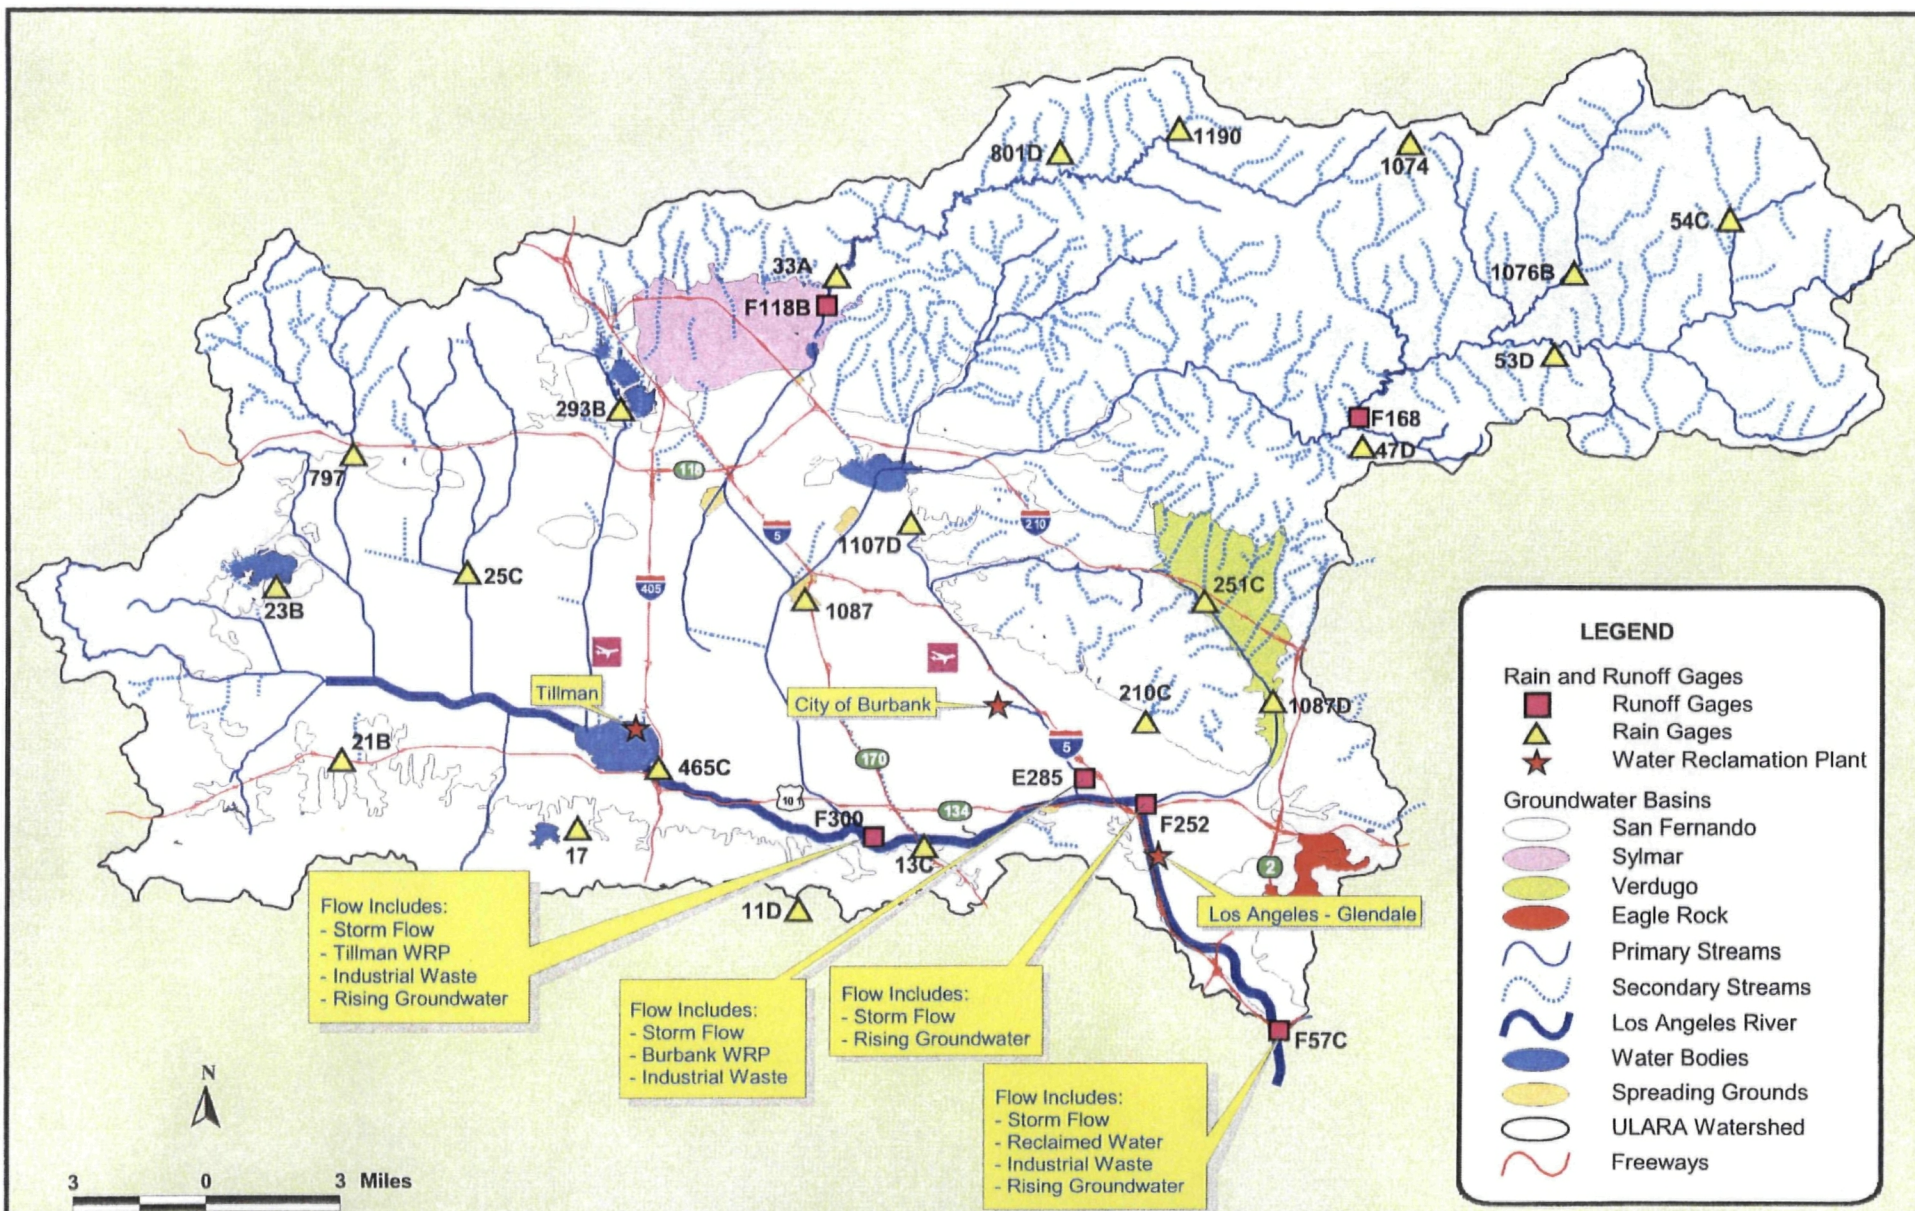 801D
1190
1074
54C
33A
1076B
F118B
53D
293B
F168
47D
797
118
5
210
1107D
25C
405
251C
23B
1087
Tillman
City of Burbank
210C
1087D
21B
5
170
465C
E285
101
134
F300
F252
17
13C
2
11D
Los Angeles - Glendale
Flow Includes:
- Storm Flow
- Tillman WRP
- Industrial Waste
- Rising Groundwater
Flow Includes:
- Storm Flow
- Burbank WRP
- Industrial Waste
Flow Includes:
- Storm Flow
- Rising Groundwater
F57C
Flow Includes:
- Storm Flow
- Reclaimed Water
- Industrial Waste
- Rising Groundwater
N
3 0 3 Miles
LEGEND
Rain and Runoff Gages
Runoff Gages
Rain Gages
Water Reclamation Plant
Groundwater Basins
San Fernando
Sylmar
Verdugo
Eagle Rock
Primary Streams
Secondary Streams
Los Angeles River
Water Bodies
Spreading Grounds
ULARA Watershed
Freeways